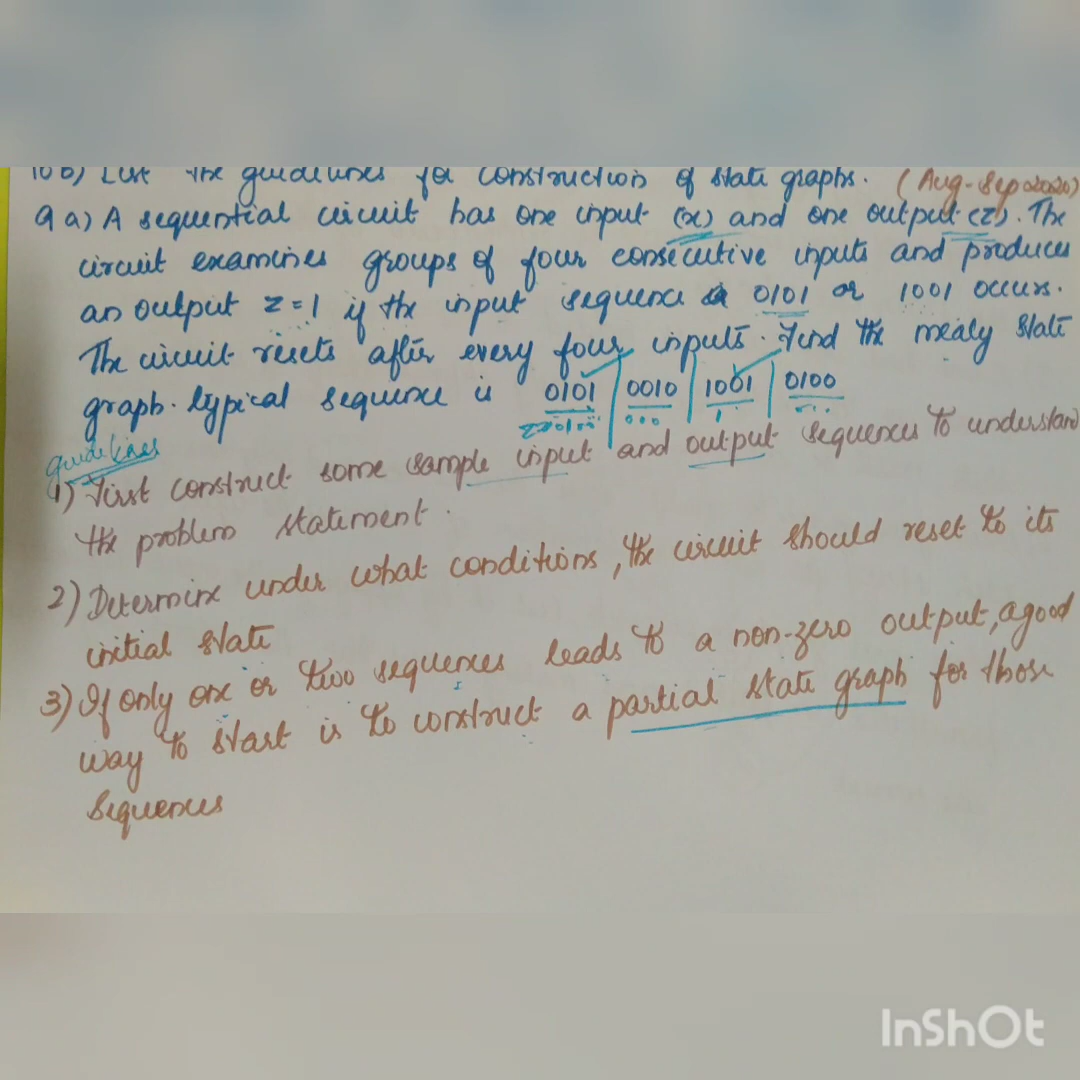 10 b) List the guidelines for construction of state graphs. (Aug-Sep 2020)
9 a) A sequential circuit has one input (x) and one output (z). The
circuit examines groups of four consecutive inputs and produces
an output z=1 if the input sequence 0101 or 1001 occurs.
The circuit resets after every four inputs. Find the mealy state
graph. typical sequence is 0101 | 0010 | 1001 | 0100
guidelines
1) First construct some sample input and output sequences to understand
the problem statement.
2) Determine under what conditions, the circuit should reset to its
initial state
3) If only one or two sequences leads to a non-zero output, a good
way to start is to construct a partial state graph for those
sequences
InShOt